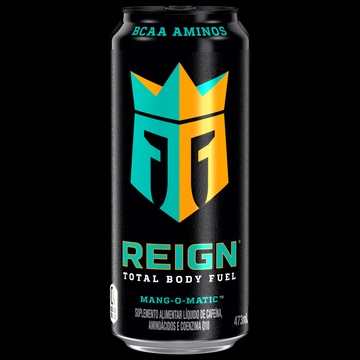 BCAA AMINOS
REIGN
TOTAL BODY FUEL
MANG-O-MATIC™
SUPLEMENTO ALIMENTAR LÍQUIDO DE CAFEÍNA,
AMINOÁCIDOS E COENZIMA Q10
473mL